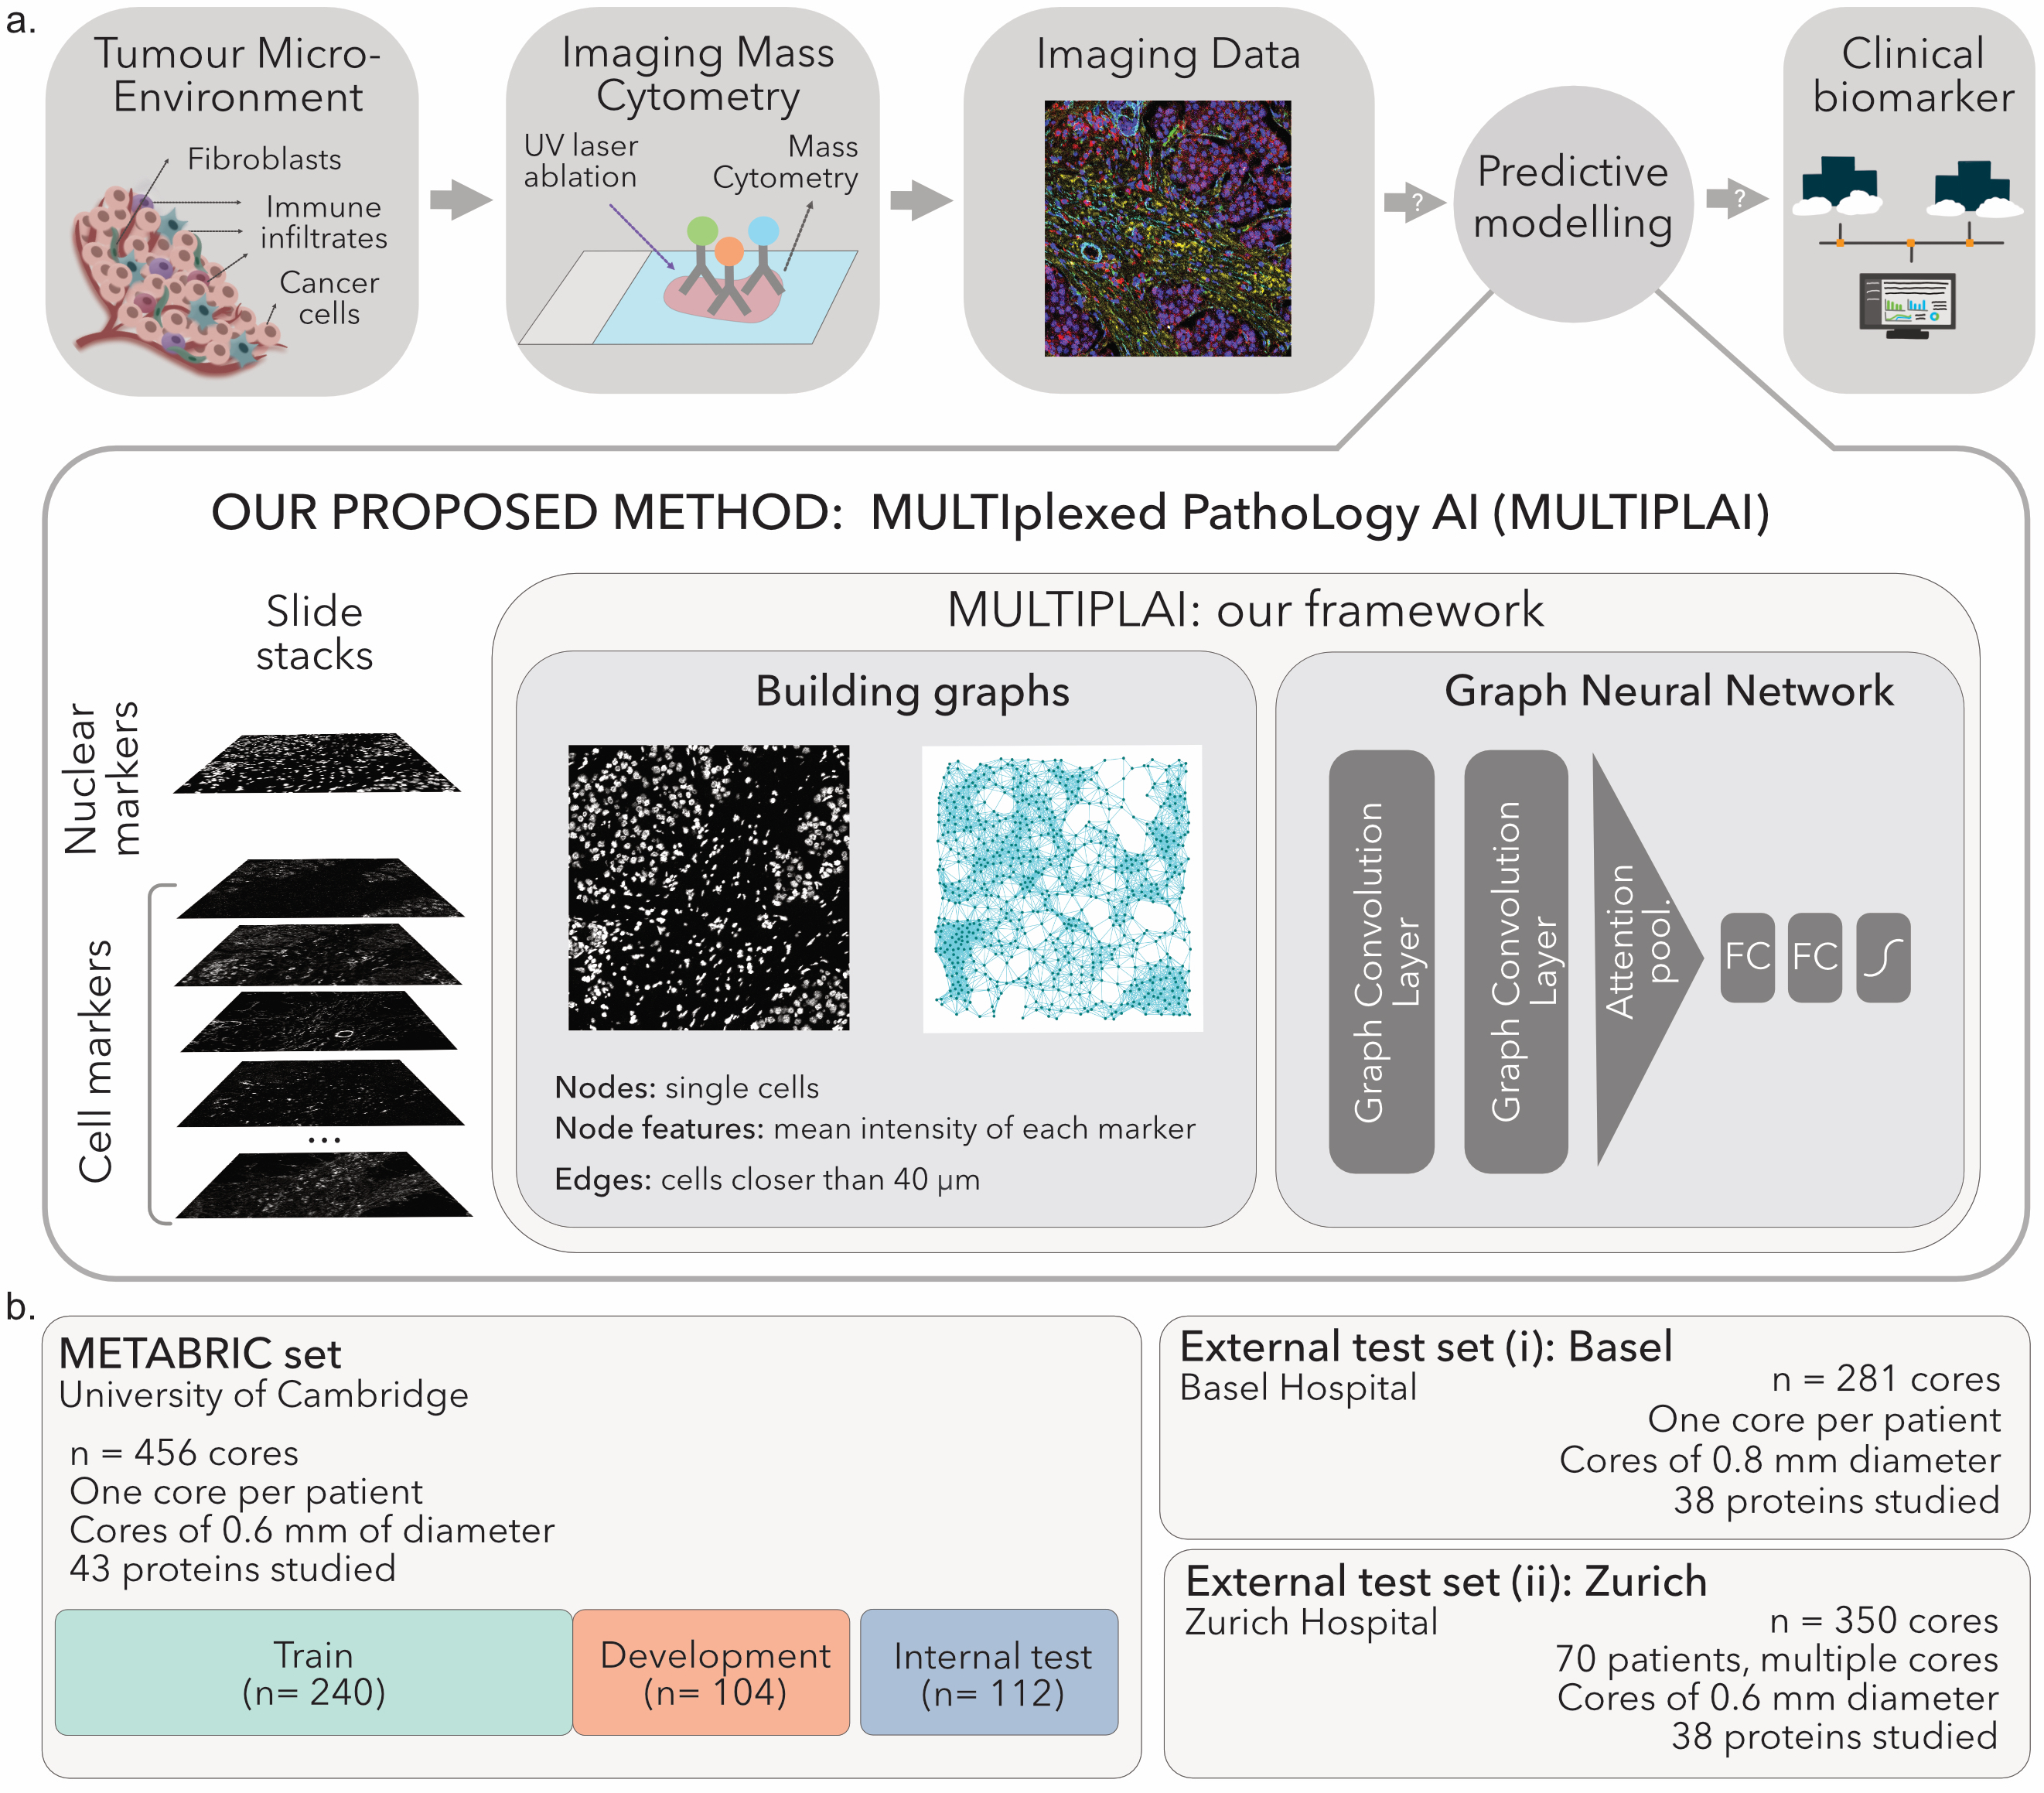 a.
Tumour Micro-
Environment
Fibroblasts
Immune
infiltrates
Cancer
cells
Imaging Mass
Cytometry
UV laser
ablation
Mass
Cytometry
Imaging Data
?
Predictive
modelling
?
Clinical
biomarker
OUR PROPOSED METHOD: MULTIplexed PathoLogy AI (MULTIPLAI)
Slide
stacks
Nuclear
markers
Cell markers
...
MULTIPLAI: our framework
Building graphs
Nodes: single cells
Node features: mean intensity of each marker
Edges: cells closer than 40 μm
Graph Neural Network
Graph Convolution
Layer
Graph Convolution
Layer
Attention
pool.
FC
FC
b.
METABRIC set
University of Cambridge
n = 456 cores
One core per patient
Cores of 0.6 mm of diameter
43 proteins studied
Train
(n= 240)
Development
(n= 104)
Internal test
(n= 112)
External test set (i): Basel
Basel Hospital
n = 281 cores
One core per patient
Cores of 0.8 mm diameter
38 proteins studied
External test set (ii): Zurich
Zurich Hospital
n = 350 cores
70 patients, multiple cores
Cores of 0.6 mm diameter
38 proteins studied